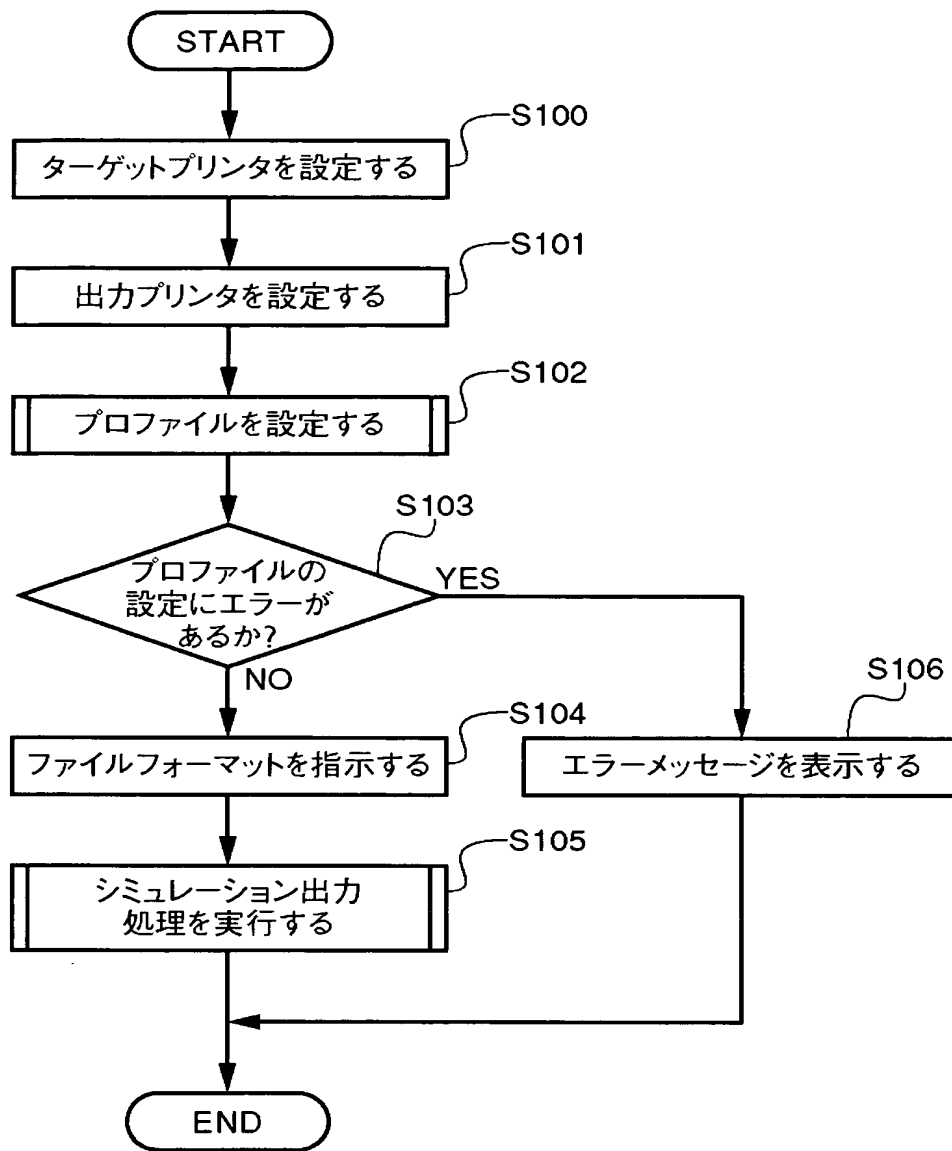 START
S100
ターゲットプリンタを設定する
S101
出力プリンタを設定する
S102
プロファイルを設定する
S103
プロファイルの
設定にエラーが
あるか?
YES
NO
S104
ファイルフォーマットを指示する
S106
エラーメッセージを表示する
S105
シミュレーション出力
処理を実行する
END